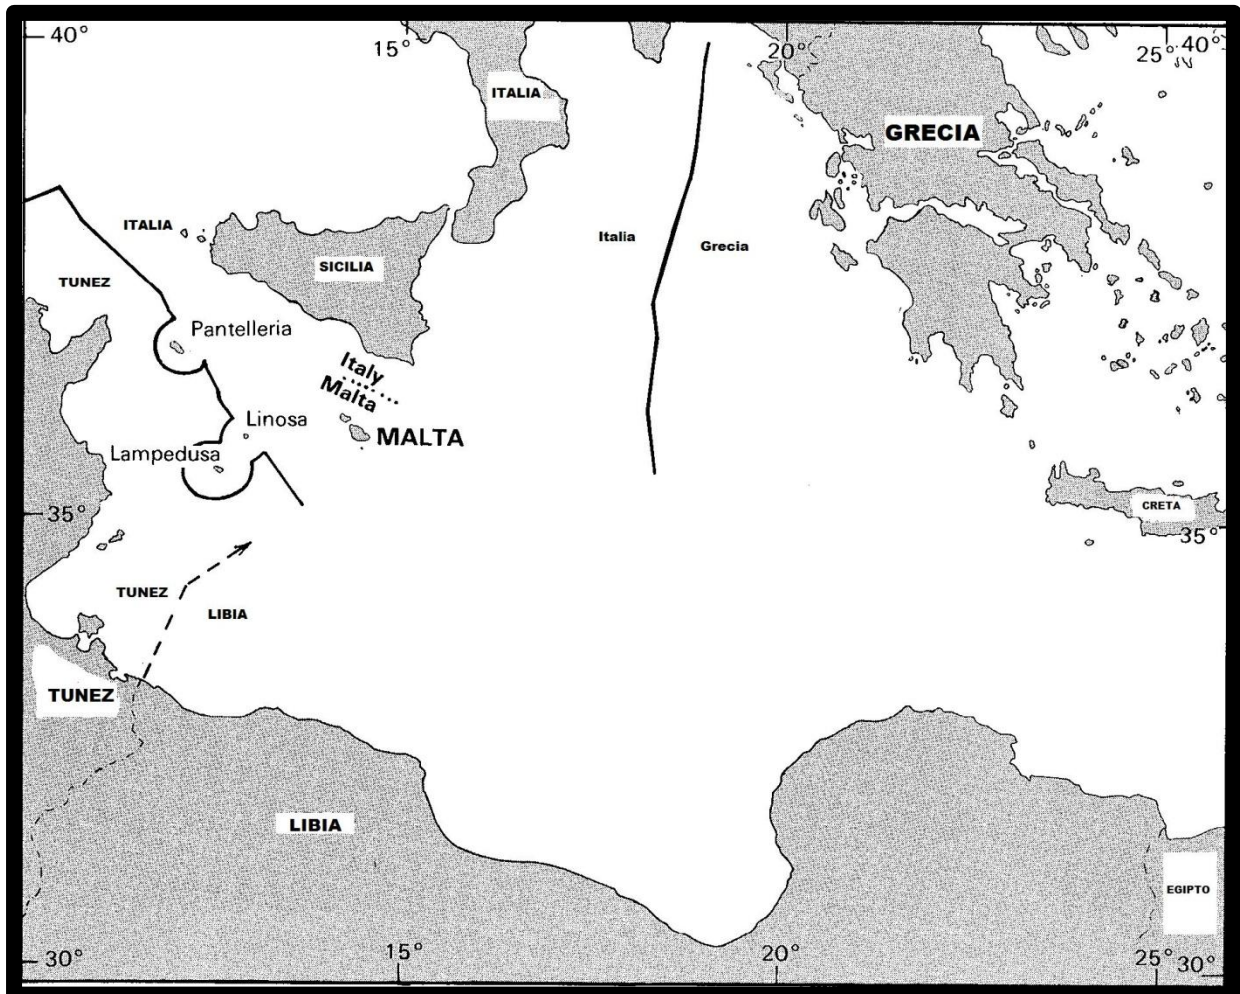 40°
15°
20°
25°
40°
ITALIA
GRECIA
ITALIA
Italia
Grecia
SICILIA
TUNEZ
Pantelleria
Italy
Malta
Linosa
MALTA
Lampedusa
35°
CRETA
35°
TUNEZ
LIBIA
TUNEZ
LIBIA
EGIPTO
30°
15°
20°
25°
30°